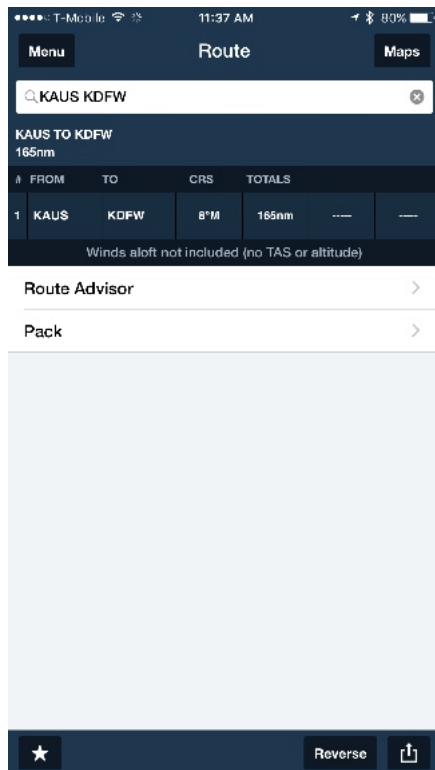 T-Mobile 11:37 AM 80%
Menu Route Maps
KAUS KDFW
KAUS TO KDFW
165nm
# FROM TO CRS TOTALS
1 KAUS KDFW 8°M 165nm ----- -----
Winds aloft not included (no TAS or altitude)
Route Advisor
Pack
Reverse